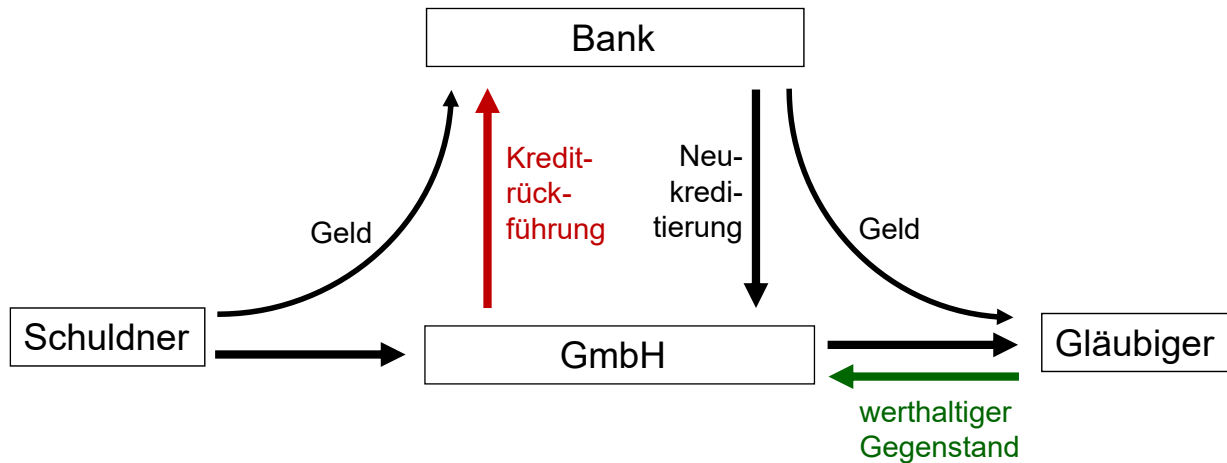 Bank
Kredit-
rück-
führung
Neu-
kredi-
tierung
Geld
Geld
Schuldner
GmbH
Gläubiger
werthaltiger
Gegenstand